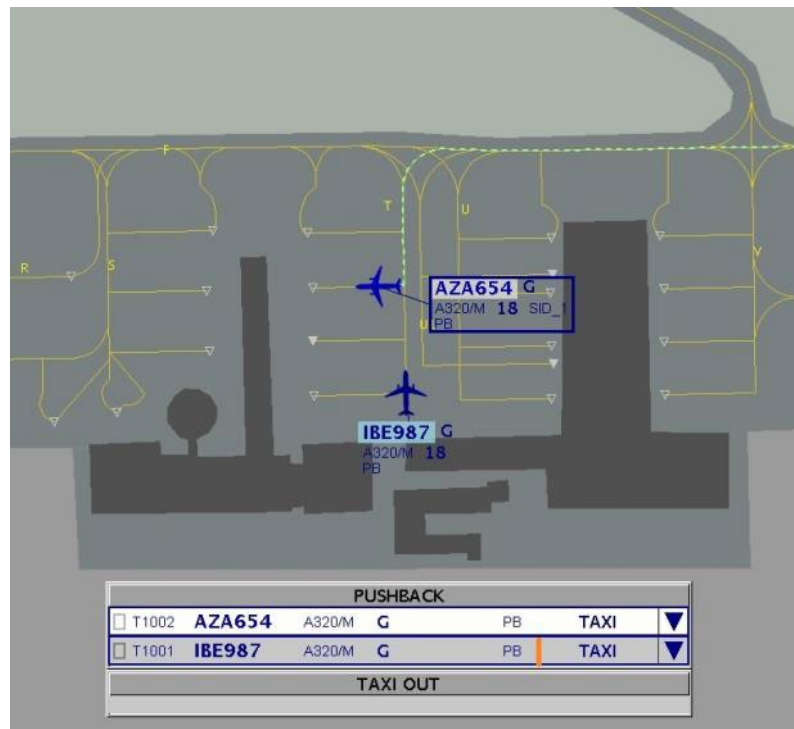 F
T
U
R
S
V
AZA654 G
A320/M 18 SID_1
PB
U
IBE987 G
A320/M 18
PB
PUSHBACK
T1002 AZA654 A320/M G PB TAXI
T1001 IBE987 A320/M G PB TAXI
TAXI OUT